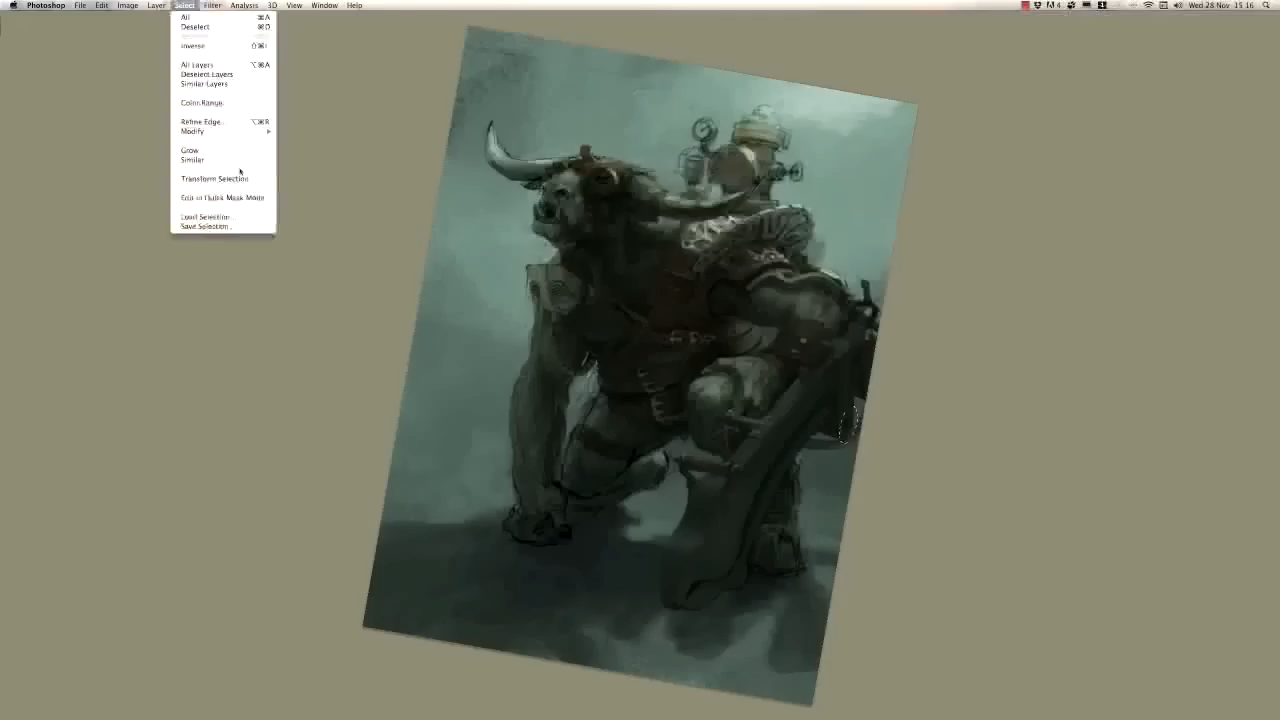 Photoshop File Edit Image Layer Select Filter Analysis 3D View Window Help 4 Wed 28 Nov 15 16
All ⌘A
Deselect ⌘D
Inverse ⇧⌘I
All Layers ⌥⌘A
Deselect Layers
Similar Layers
Color Range..
Refine Edge.. ⌥⌘R
Modify
Grow
Similar
Transform Selection
Edit in Quick Mask Mode
Load Selection...
Save Selection...